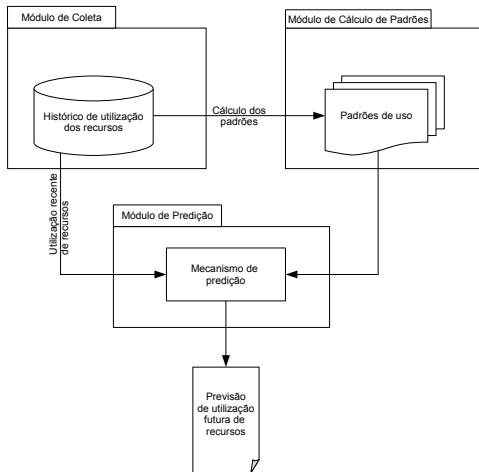 Módulo de Coleta
Módulo de Cálculo de Padrões
Histórico de utilização
dos recursos
Cálculo dos
padrões
Padrões de uso
Utilização recente
de recursos
Módulo de Predição
Mecanismo de
predição
Previsão
de utilização
futura de
recursos